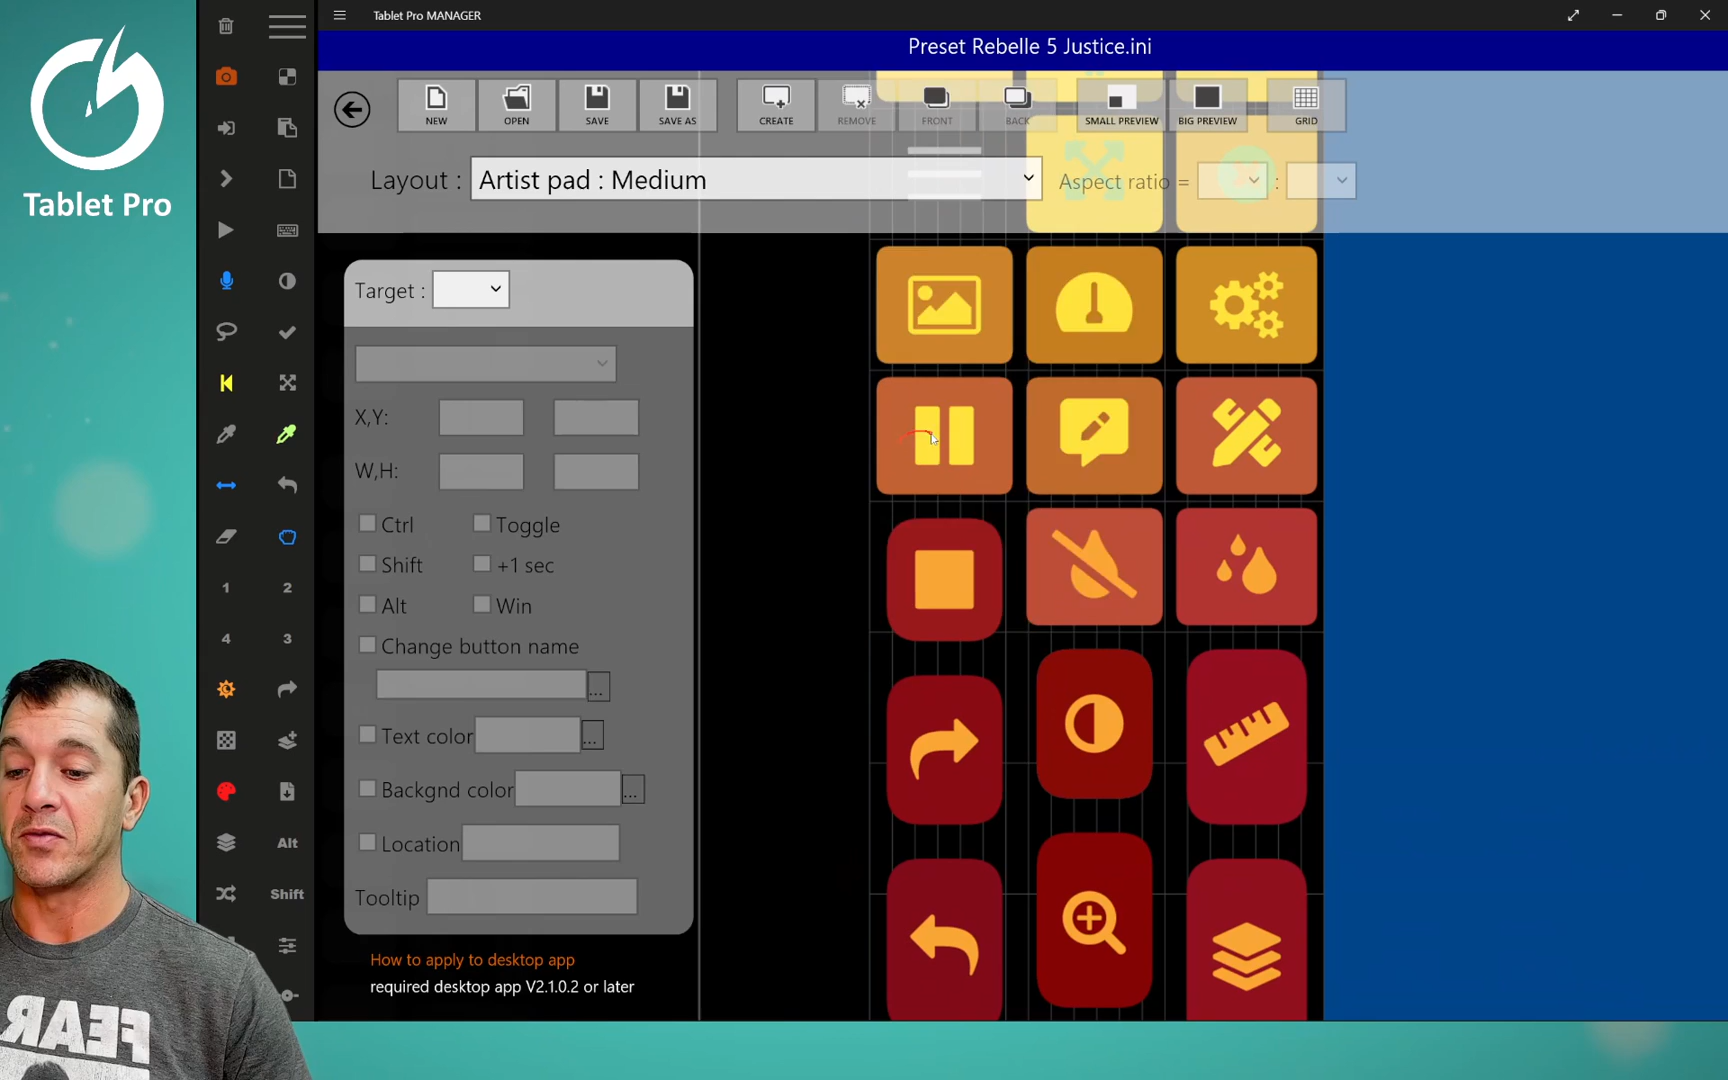 Tablet Pro MANAGER
Preset Rebelle 5 Justice.ini
NEW
OPEN
SAVE
SAVE AS
CREATE
REMOVE
FRONT
BACK
SMALL PREVIEW
BIG PREVIEW
GRID
Layout : Artist pad : Medium
Aspect ratio = :
Tablet Pro
Target :
X,Y:
W,H:
Ctrl Toggle
Shift +1 sec
Alt Win
Change button name
...
Text color ...
Backgnd color ...
Location
Tooltip
How to apply to desktop app
required desktop app V2.1.0.2 or later
1 2
4 3
Alt
Shift
FEAR